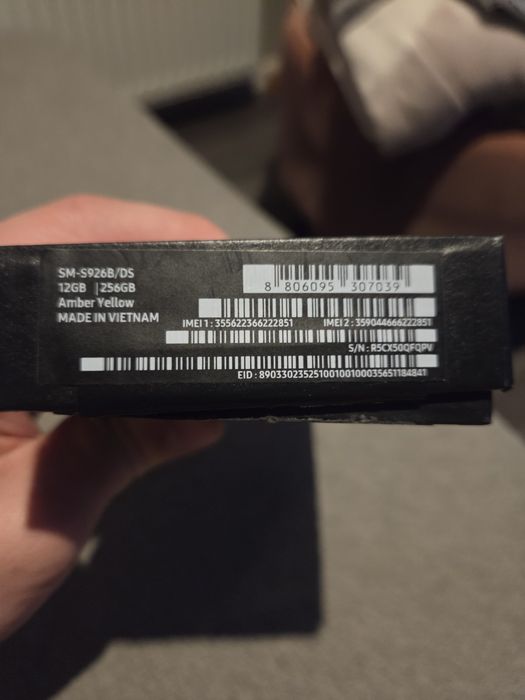 SM-S926B/DS
12GB | 256GB
Amber Yellow
MADE IN VIETNAM
8 806095 307039
IMEI 1 : 355622366222851 IMEI 2 : 359044666222851
S/N : R5CX50QFQPV
EID : 89033023525100100100035651184841